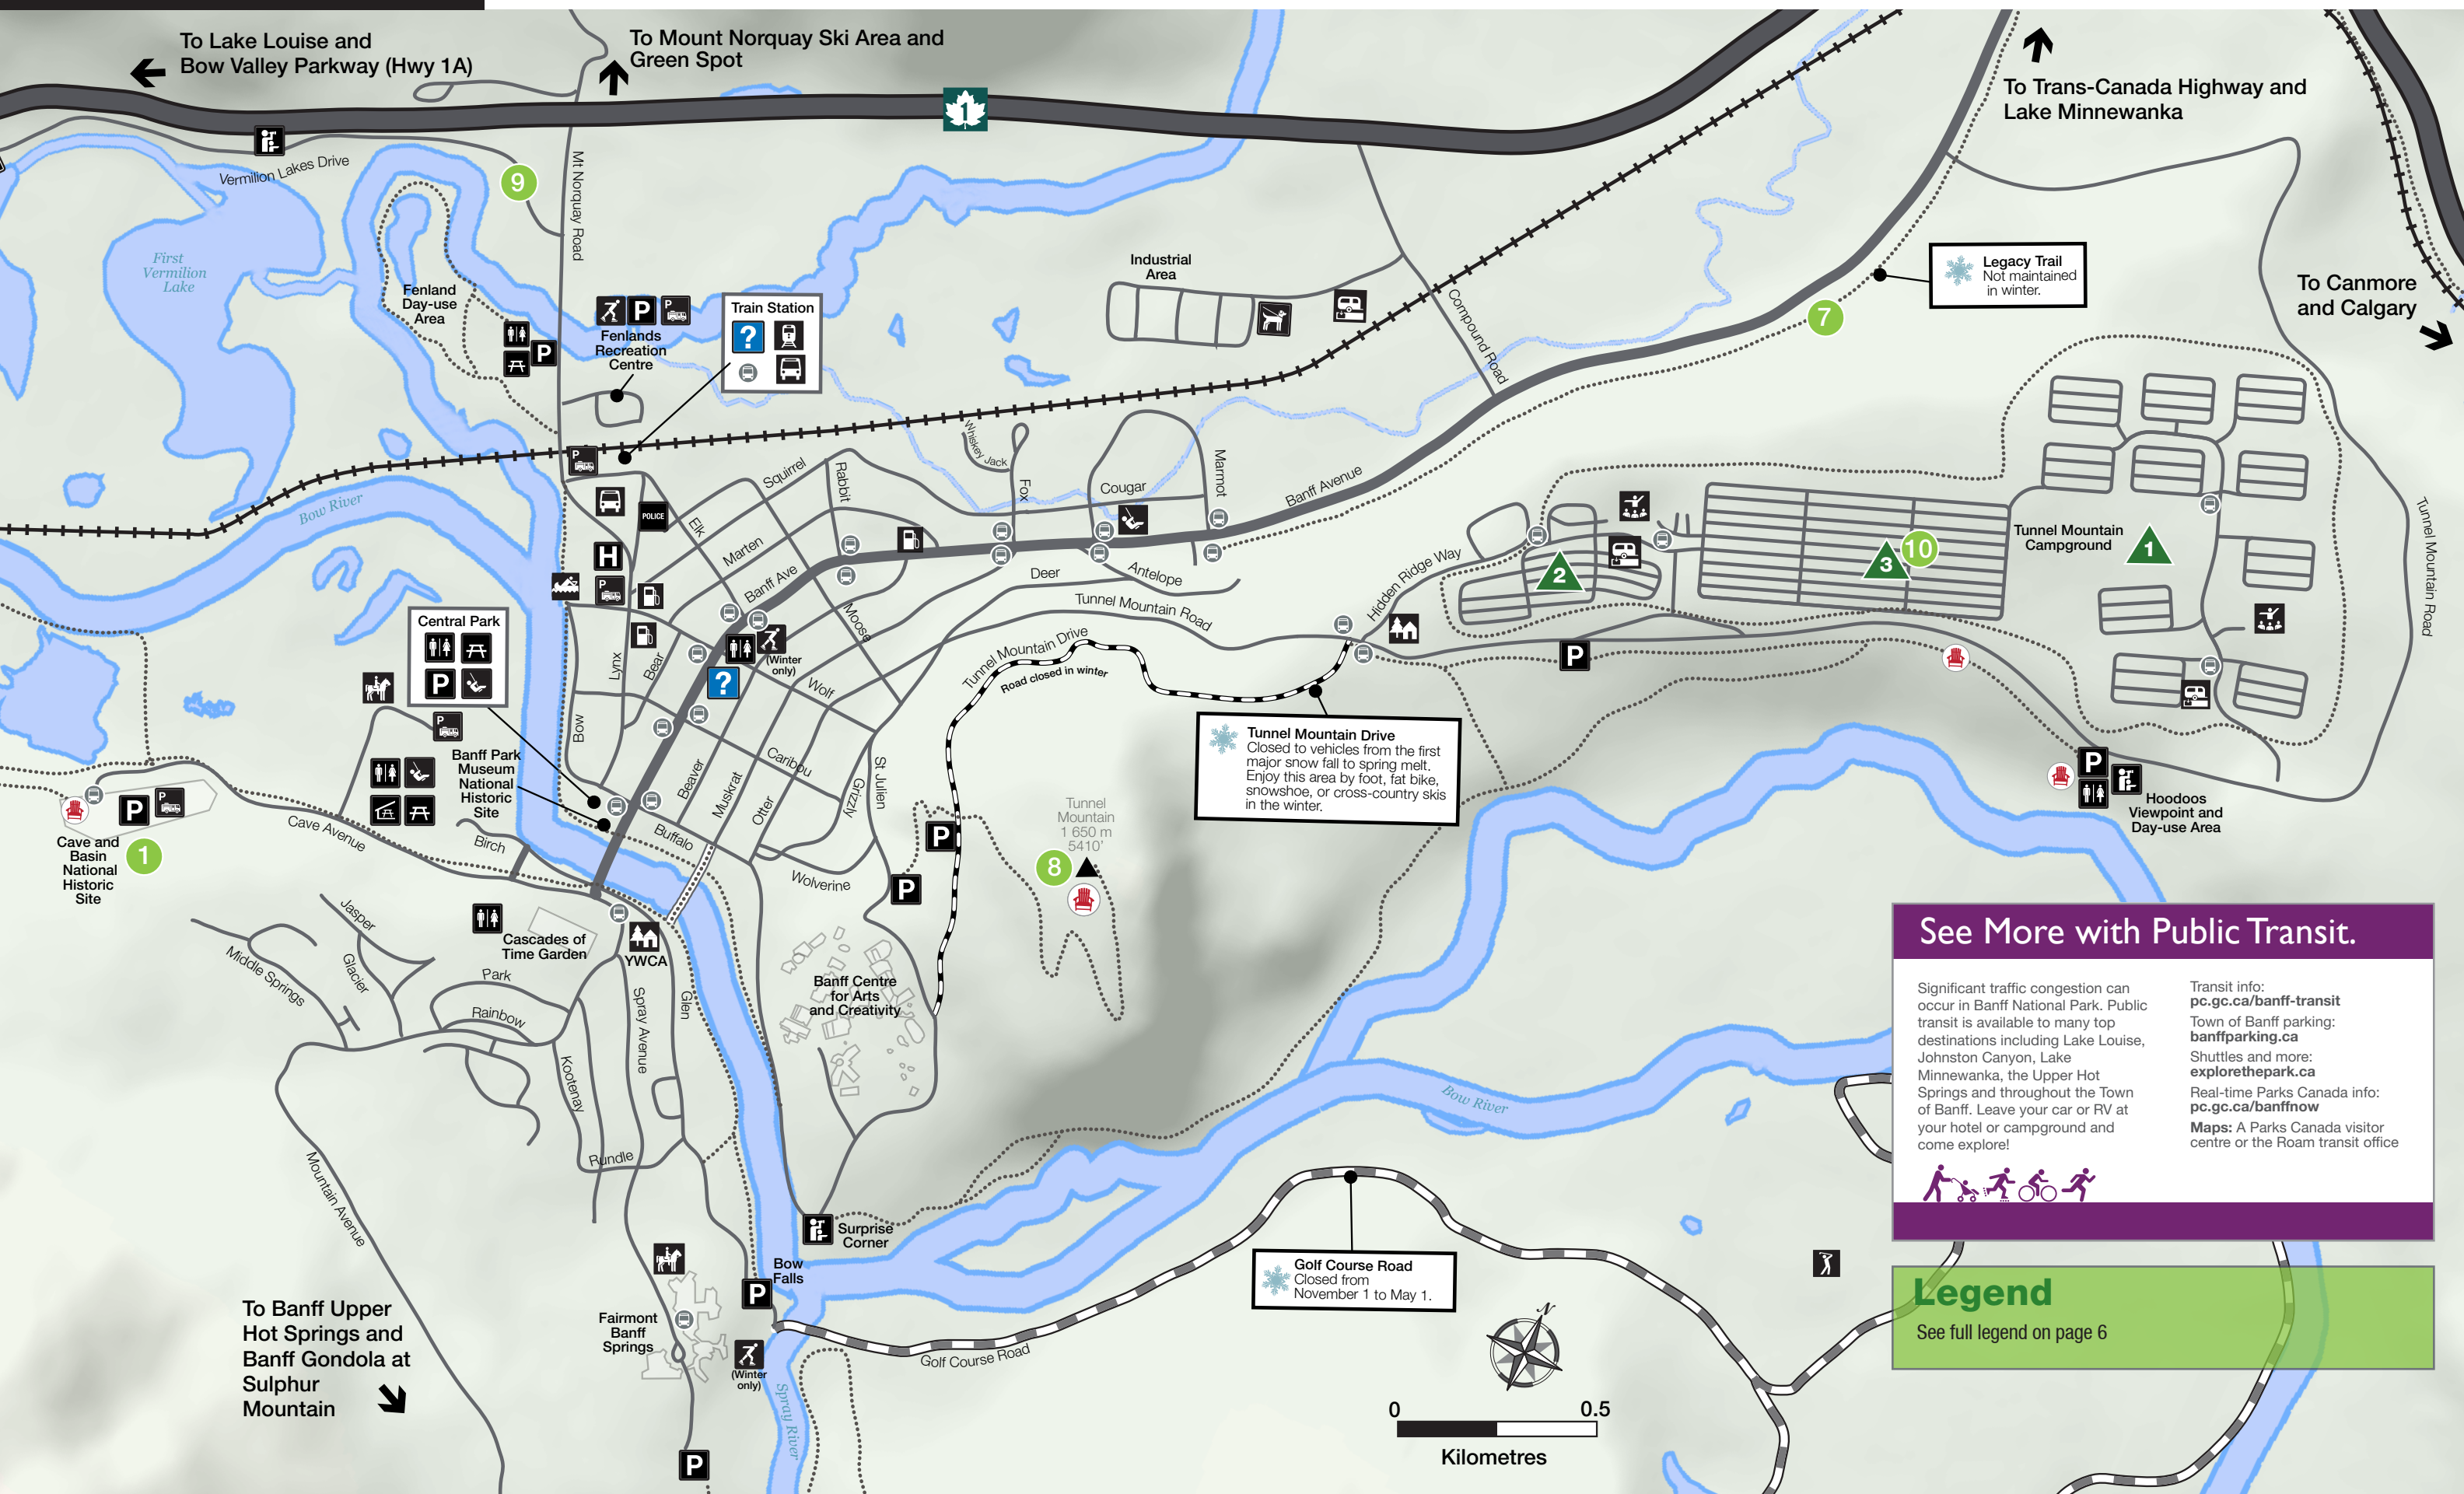 To Lake Louise and
Bow Valley Parkway (Hwy 1A)
To Mount Norquay Ski Area and
Green Spot
1
To Trans-Canada Highway and
Lake Minnewanka
Vermilion Lakes Drive
9
Mt Norquay Road
First
Vermilion
Lake
Fenland
Day-use
Area
P
P
P
Fenlands
Recreation
Centre
Train Station
?
Industrial
Area
Compound Road
Legacy Trail
Not maintained
in winter.
7
To Canmore
and Calgary
Bow River
P
POLICE
H
P
Squirrel
Rabbit
Elk
Marten
Banff Ave
Moose
Whiskey Jack
Fox
Cougar
Marmot
Banff Avenue
Deer
Antelope
Tunnel Mountain Road
Hidden Ridge Way
2
3
10
Tunnel Mountain
Campground
1
Tunnel Mountain Road
Central Park
P
(Winter
only)
?
Lynx
Bear
Wolf
Bow
Tunnel Mountain Drive
Road closed in winter
P
Tunnel Mountain Drive
Closed to vehicles from the first
major snow fall to spring melt.
Enjoy this area by foot, fat bike,
snowshoe, or cross-country skis
in the winter.
P
Banff Park
Museum
National
Historic
Site
Caribou
Beaver
Muskrat
Otter
Grizzly
St Julien
Buffalo
Wolverine
P
P
Tunnel
Mountain
1 650 m
5410'
8
P
Hoodoos
Viewpoint and
Day-use Area
P
P
Cave and
Basin
National
Historic
Site
1
Cave Avenue
Birch
Cascades of
Time Garden
YWCA
Jasper
Glacier
Middle Springs
Park
Rainbow
Kootenay
Spray Avenue
Glen
Rundle
Mountain Avenue
Banff Centre
for Arts
and Creativity
Surprise
Corner
Bow
Falls
P
Fairmont
Banff
Springs
(Winter
only)
P
Spray River
Bow River
Golf Course Road
Golf Course Road
Closed from
November 1 to May 1.
To Banff Upper
Hot Springs and
Banff Gondola at
Sulphur
Mountain
N
0 0.5
Kilometres
See More with Public Transit.
Significant traffic congestion can
occur in Banff National Park. Public
transit is available to many top
destinations including Lake Louise,
Johnston Canyon, Lake
Minnewanka, the Upper Hot
Springs and throughout the Town
of Banff. Leave your car or RV at
your hotel or campground and
come explore!
Transit info:
pc.gc.ca/banff-transit
Town of Banff parking:
banffparking.ca
Shuttles and more:
explorethepark.ca
Real-time Parks Canada info:
pc.gc.ca/banffnow
Maps: A Parks Canada visitor
centre or the Roam transit office
Legend
See full legend on page 6